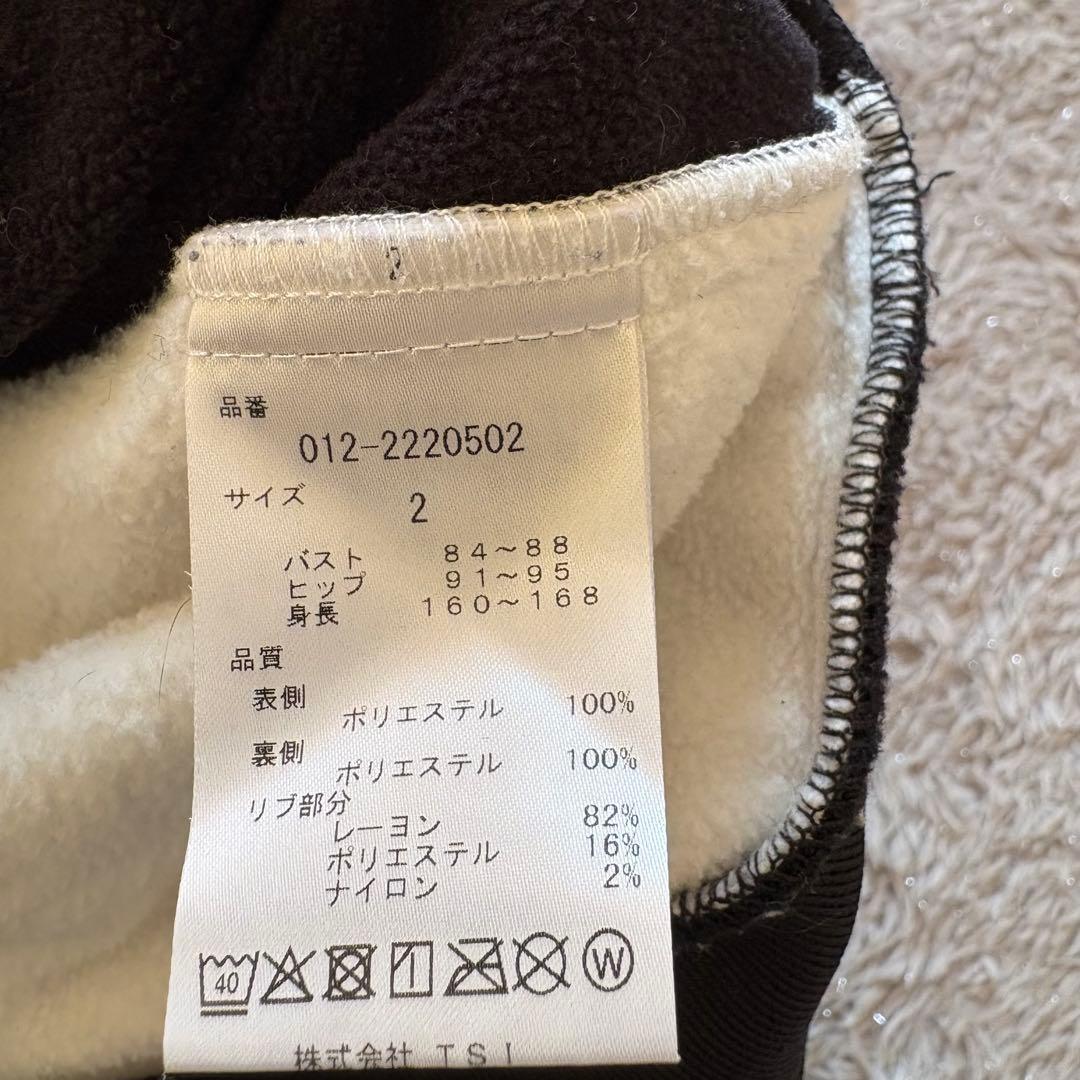 2
品番
012-2220502
サイズ
2
バスト 84～88
ヒップ 91～95
身長 160～168
品質
表側
ポリエステル 100%
裏側
ポリエステル 100%
リブ部分
レーヨン 82%
ポリエステル 16%
ナイロン 2%
40 W
株式会社 TSI